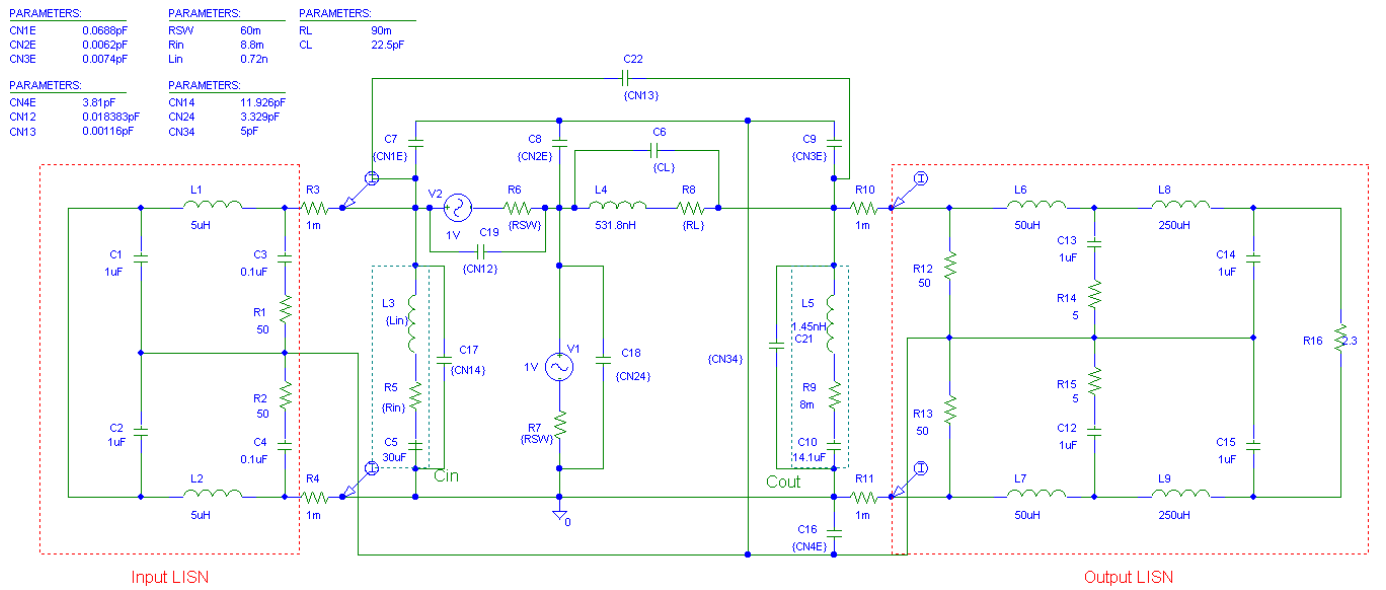 PARAMETERS: PARAMETERS: PARAMETERS:
CN1E 0.0688pF RSW 60m RL 90m
CN2E 0.0062pF Rin 8.8m CL 22.5pF
CN3E 0.0074pF Lin 0.72n
PARAMETERS: PARAMETERS:
CN4E 3.81pF CN14 11.926pF
CN12 0.018383pF CN24 3.329pF
CN13 0.00116pF CN34 5pF
C22
{CN13}
C7 C8 C6 C9
{CN1E} {CN2E} {CL} {CN3E}
L1 R3 V2 R6 L4 R8 R10 L6 L8
5uH 1m 1V {RSW} 531.8nH {RL} 1m 50uH 250uH
C19
{CN12}
C1 C3 C13 C14
1uF 0.1uF 1uF 1uF
R12
50
L3 L5
{Lin} 1.45nH
R1 R14
50 5
C21
C17 V1 C18 {CN34} R16 2.3
{CN14} 1V {CN24}
R5 R9 R15
{Rin} 8m 5
R2 R13
50 50
C2 C4 R7 C5 C10 C12 C15
1uF 0.1uF {RSW} 30uF 14.1uF 1uF 1uF
Cin Cout
L2 R4 R11 L7 L9
5uH 1m 0 1m 50uH 250uH
C16
{CN4E}
Input LISN Output LISN